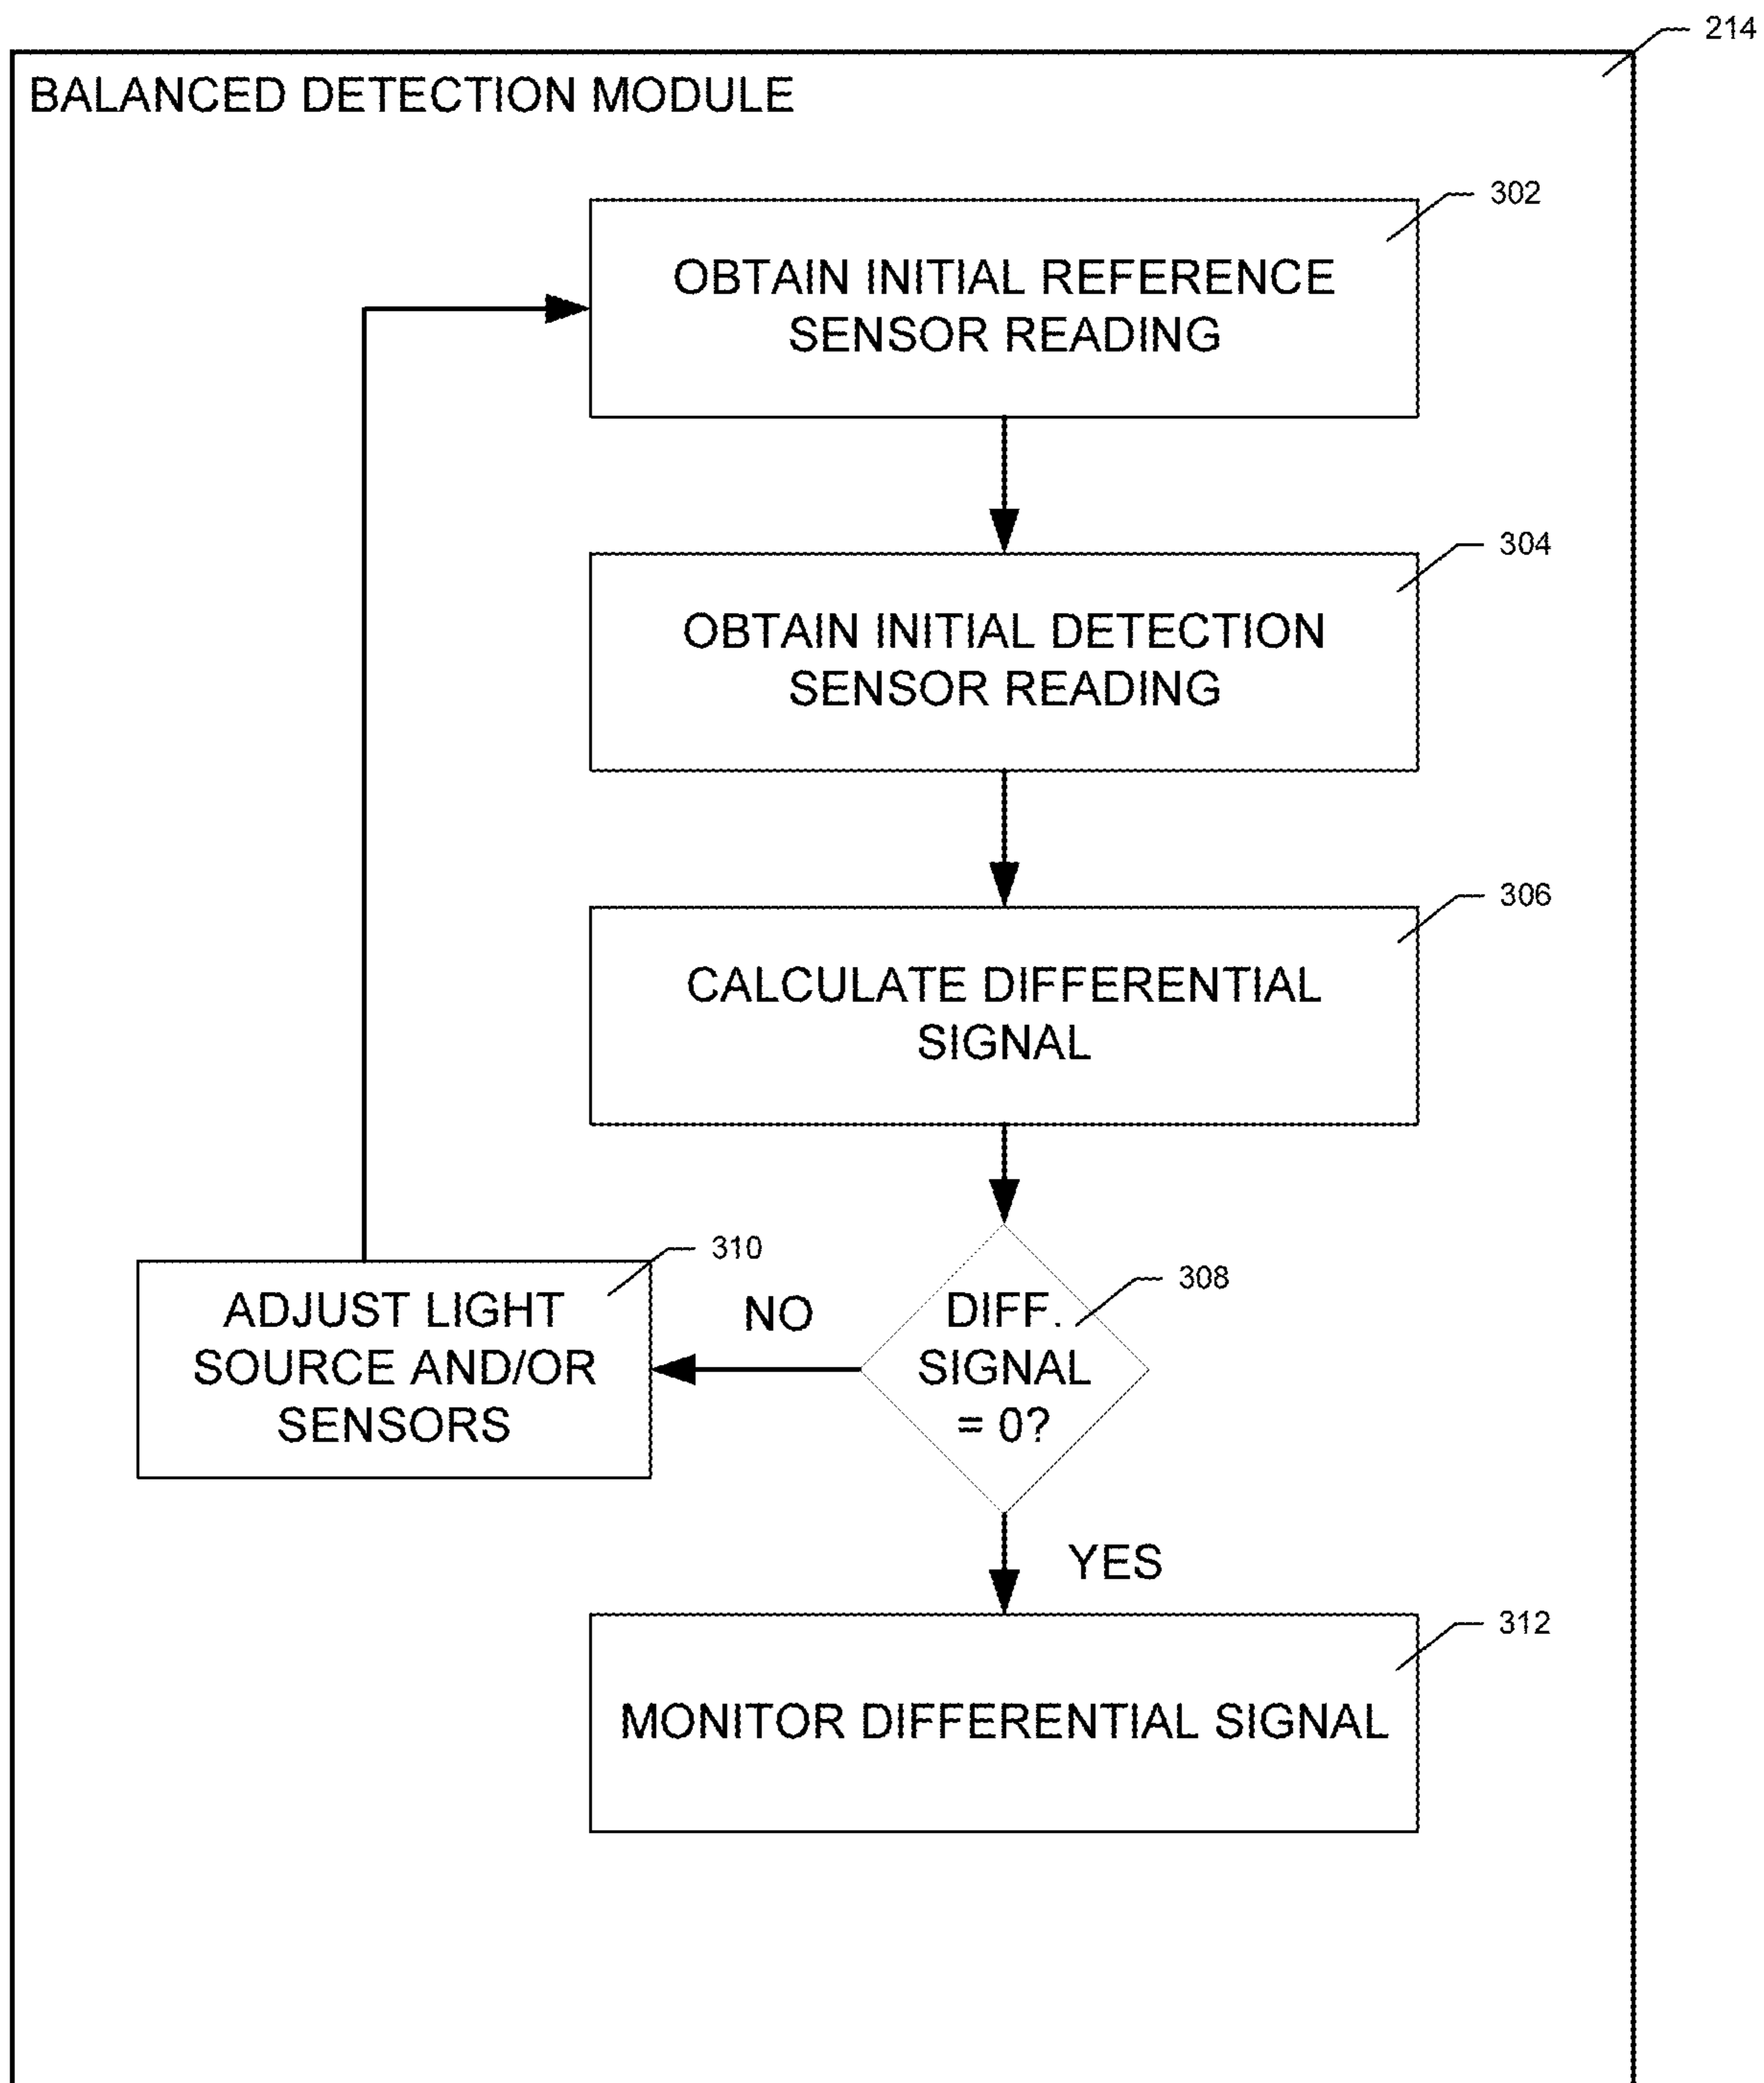 214
BALANCED DETECTION MODULE
302
OBTAIN INITIAL REFERENCE
SENSOR READING
304
OBTAIN INITIAL DETECTION
SENSOR READING
306
CALCULATE DIFFERENTIAL
SIGNAL
310
ADJUST LIGHT
SOURCE AND/OR
SENSORS
NO
308
DIFF.
SIGNAL
= 0?
YES
312
MONITOR DIFFERENTIAL SIGNAL